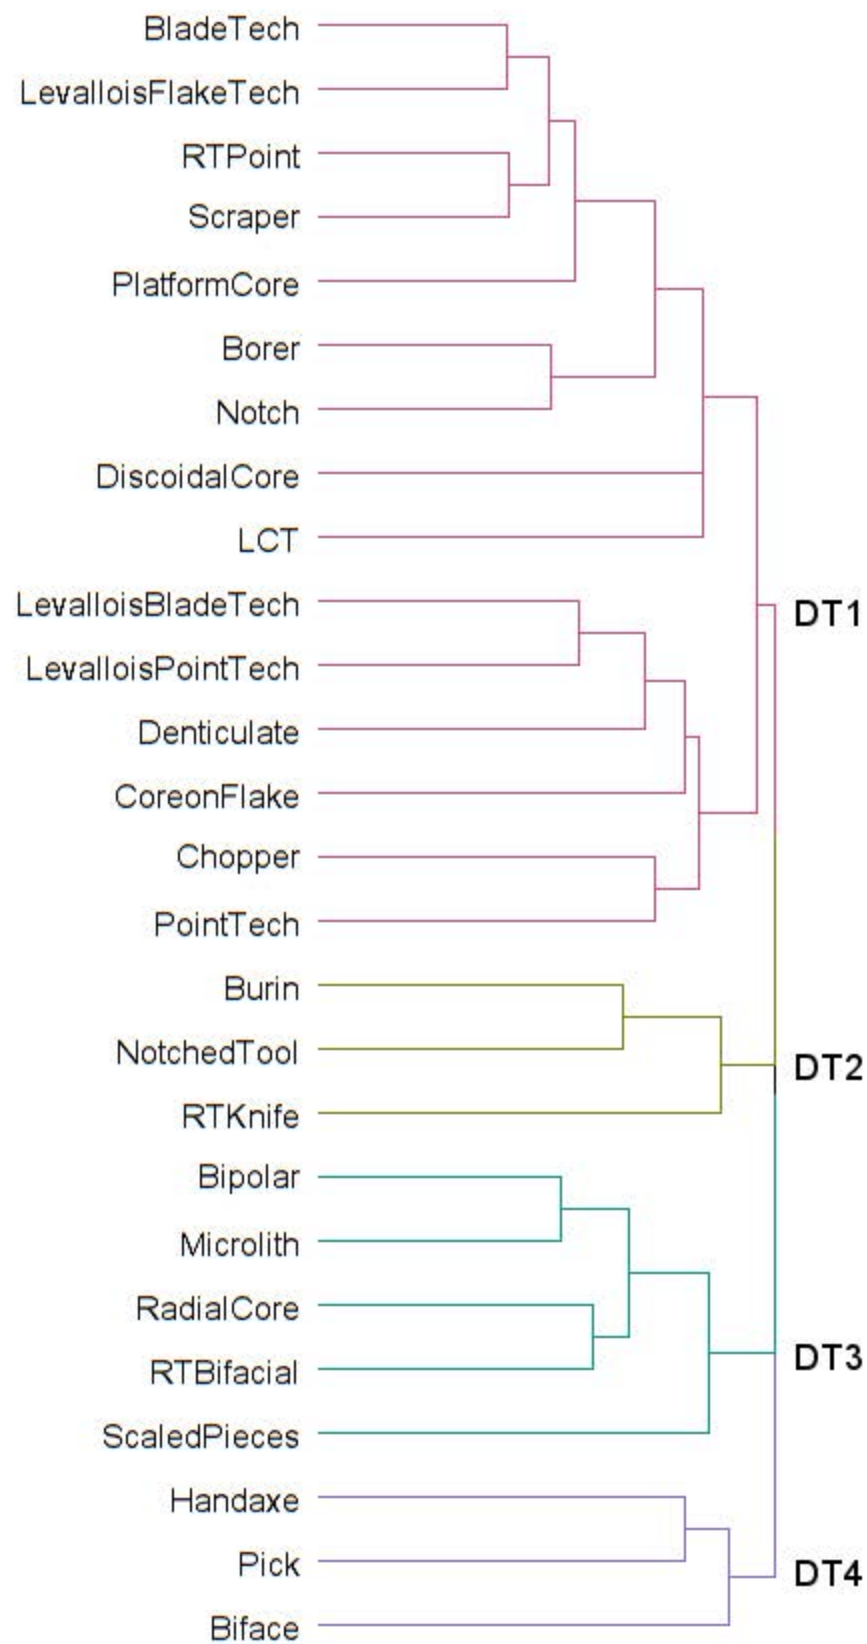 BladeTech
LevalloisFlakeTech
RTPoint
Scraper
PlatformCore
Borer
Notch
DiscoidalCore
LCT
LevalloisBladeTech
DT1
LevalloisPointTech
Denticulate
CoreonFlake
Chopper
PointTech
Burin
NotchedTool
DT2
RTKnife
Bipolar
Microlith
RadialCore
RTBifacial
DT3
ScaledPieces
Handaxe
Pick
DT4
Biface